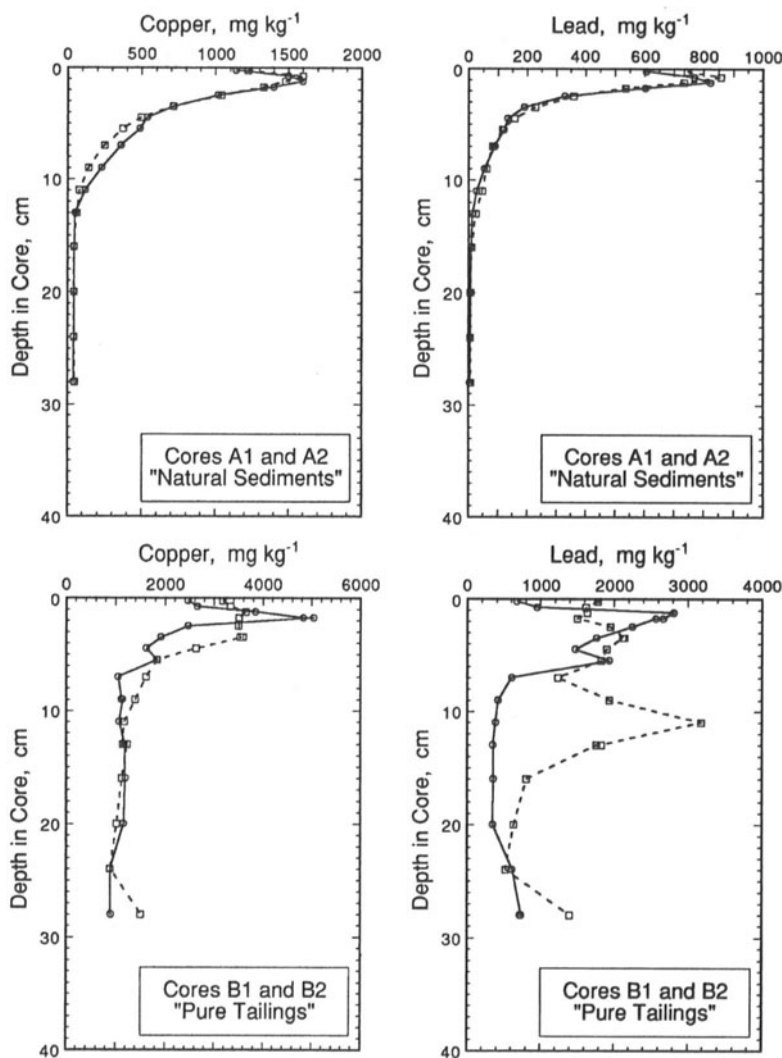 Copper, mg kg⁻¹
0 500 1000 1500 2000
0
10
20
30
40
Depth in Core, cm
Cores A1 and A2
"Natural Sediments"
Lead, mg kg⁻¹
0 200 400 600 800 1000
0
10
20
30
40
Depth in Core, cm
Cores A1 and A2
"Natural Sediments"
Copper, mg kg⁻¹
0 2000 4000 6000
0
10
20
30
40
Depth in Core, cm
Cores B1 and B2
"Pure Tailings"
Lead, mg kg⁻¹
0 1000 2000 3000 4000
0
10
20
30
40
Depth in Core, cm
Cores B1 and B2
"Pure Tailings"